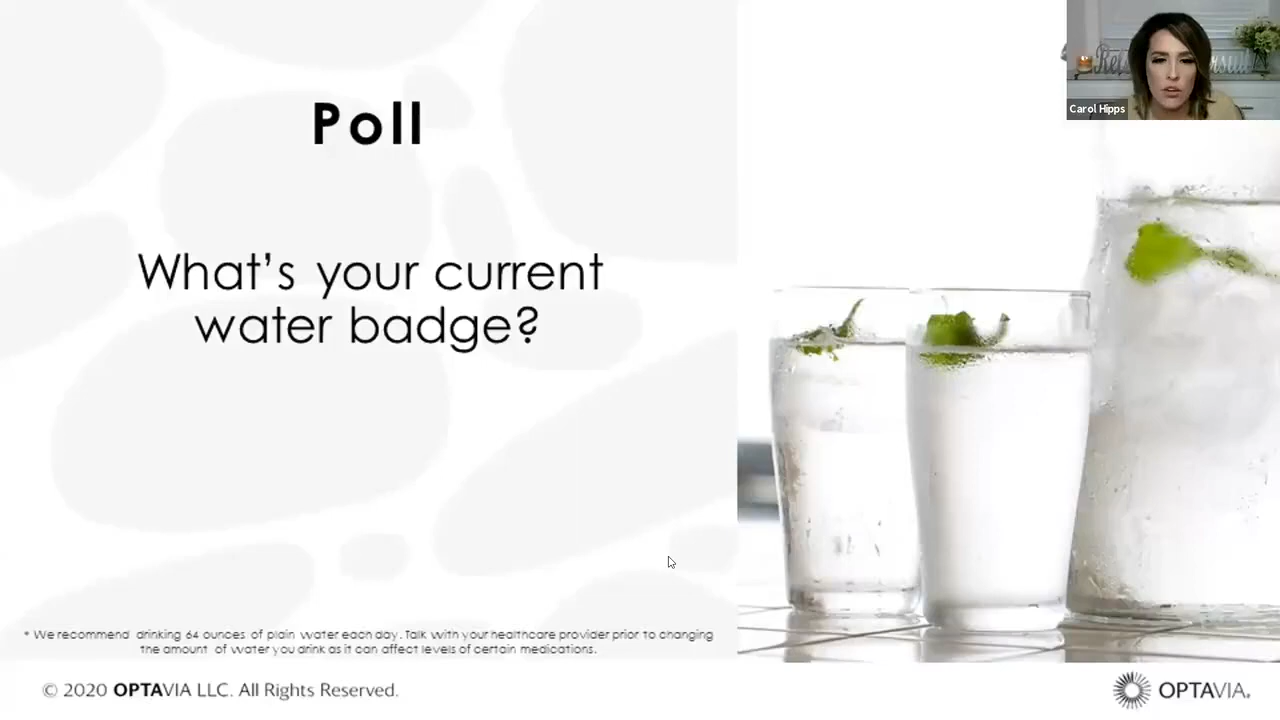 Poll
What's your current
water badge?
Carol Hipps
* We recommend drinking 64 ounces of plain water each day. Talk with your healthcare provider prior to changing
the amount of water you drink as it can affect levels of certain medications.
© 2020 OPTAVIA LLC. All Rights Reserved.
OPTAVIA®